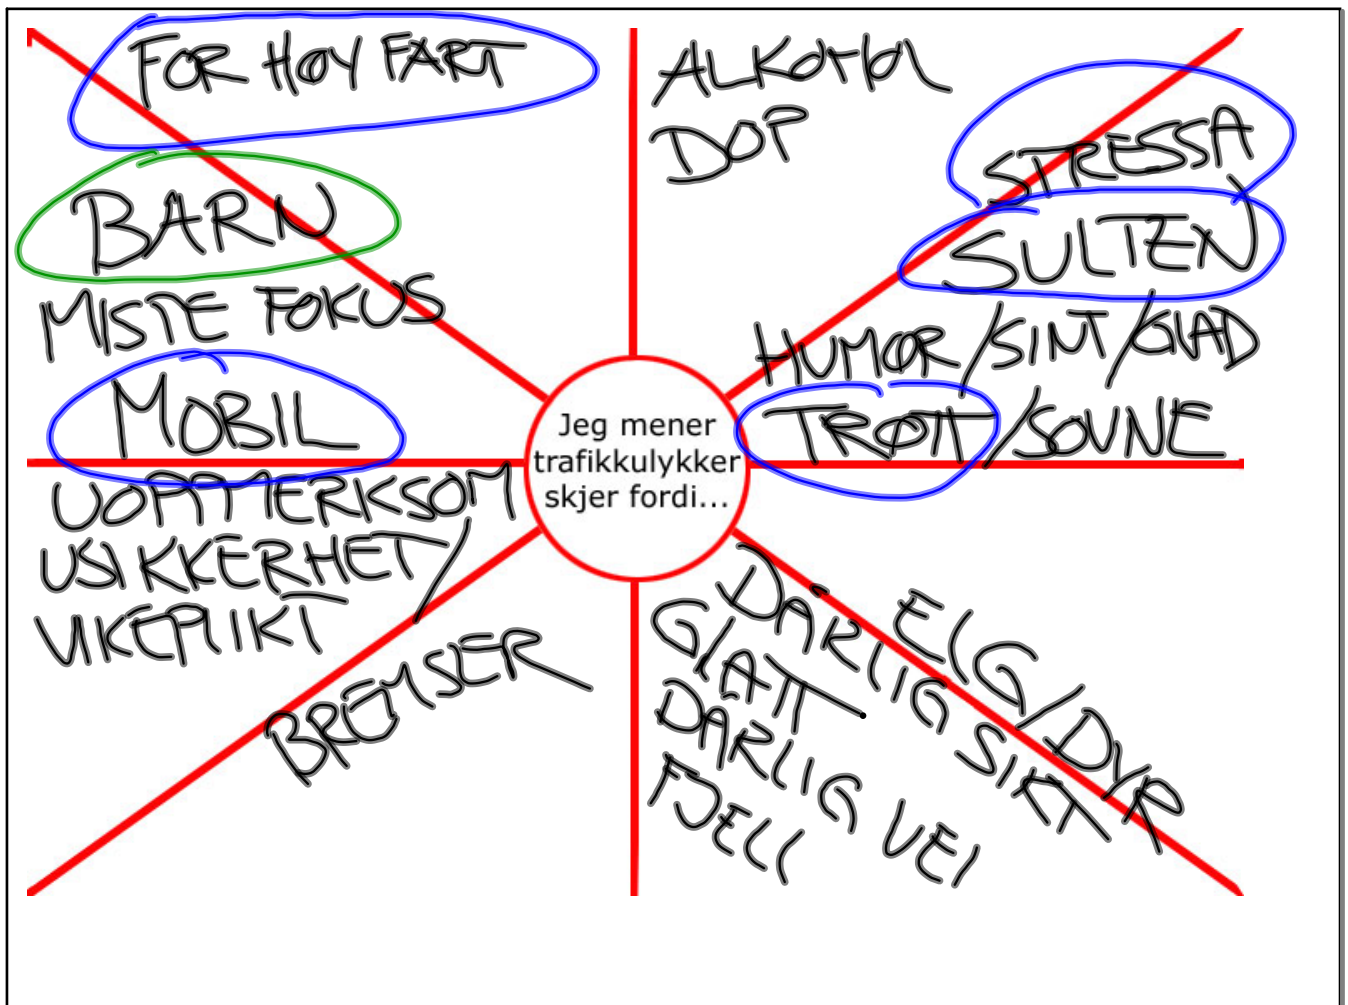 FOR HØY FART
BARN
MISTE FOKUS
MOBIL
UOPPMERKSOM
USIKKERHET/
VIKEPLIKT
BREMSER
ALKOHOL
DOP
STRESSA
SULTEN
HUMØR/SINT/GLAD
TRØTT/SOVNE
Jeg mener
trafikkulykker
skjer fordi...
ELG/DYR
DÅRLIG SIKT
GLATT
DÅRLIG VEI
FJELL